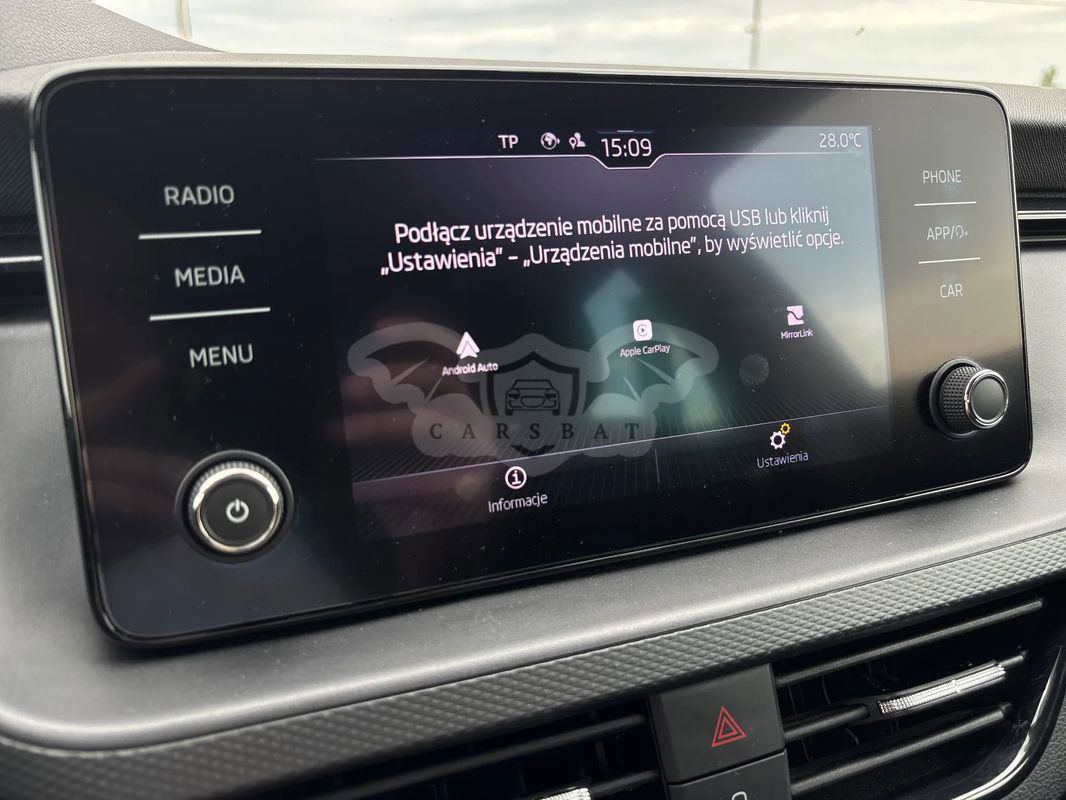 TP 15:09 28.0°C
RADIO
MEDIA
MENU
Podłącz urządzenie mobilne za pomocą USB lub kliknij
„Ustawienia” – „Urządzenia mobilne”, by wyświetlić opcje.
Android Auto
Apple CarPlay
MirrorLink
CARSBAT
Informacje
Ustawienia
PHONE
APP/
CAR